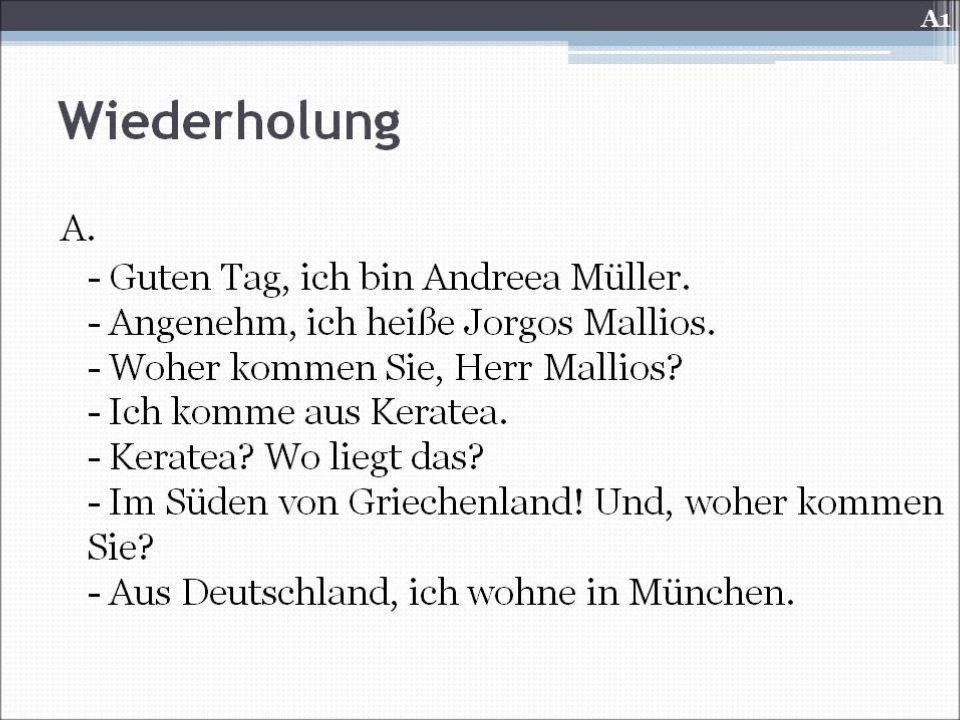 A1
Wiederholung
A.
- Guten Tag, ich bin Andreea Müller.
- Angenehm, ich heiße Jorgos Mallios.
- Woher kommen Sie, Herr Mallios?
- Ich komme aus Keratea.
- Keratea? Wo liegt das?
- Im Süden von Griechenland! Und, woher kommen
Sie?
- Aus Deutschland, ich wohne in München.